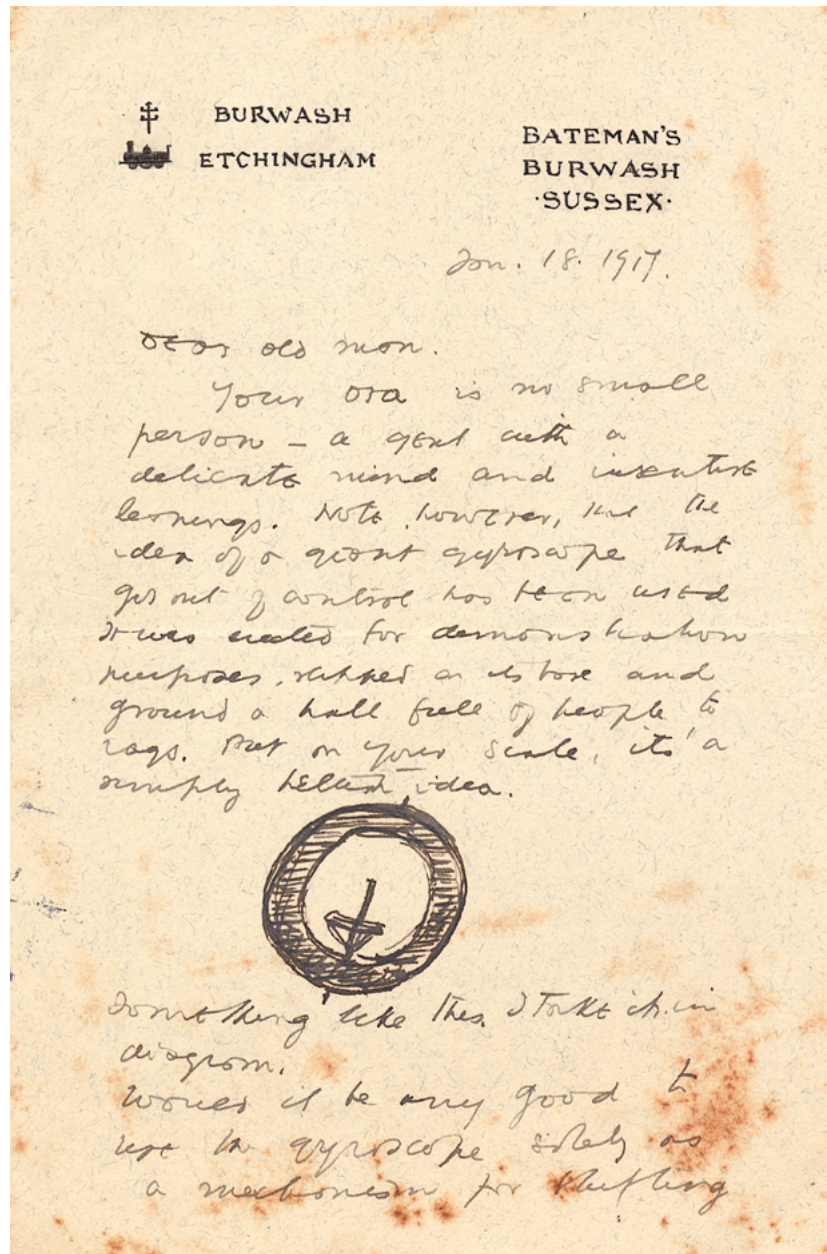 BURWASH
ETCHINGHAM
BATEMAN'S
BURWASH
·SUSSEX·
Jan. 18. 1917.
Dear old man.
Your is no small
person – a gent with a
delicate mind and inventive
leanings. Note, however, that the
idea of a giant gyroscope that
got out of control has been used
It was created for demonstration
purposes, slipped on its base and
ground a hall full of people to
rags. But on your scale, it's a
simply idea.
Something like this. I take it. in
diagram.
Would it be any good to
use the gyroscope solely as
a mechanism for shifting